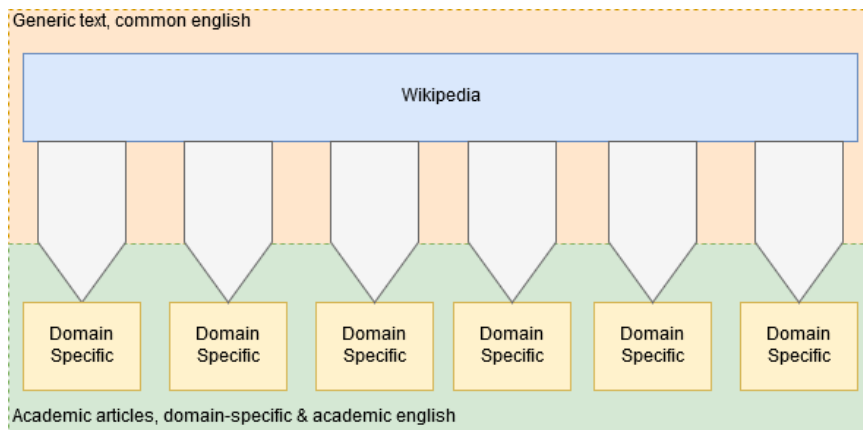 Generic text, common english
Wikipedia
Domain
Specific
Domain
Specific
Domain
Specific
Domain
Specific
Domain
Specific
Domain
Specific
Academic articles, domain-specific & academic english